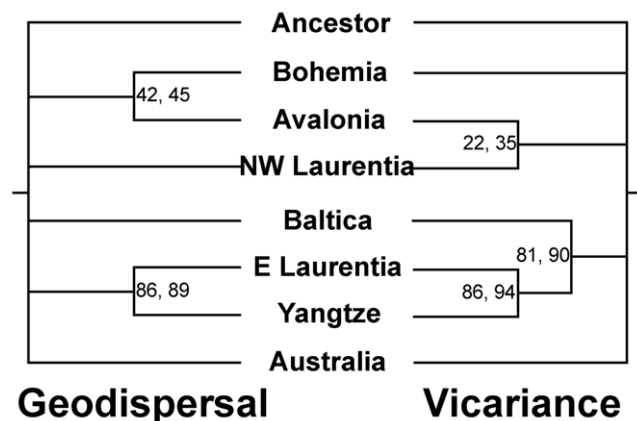 Ancestor
Bohemia
42, 45
Avalonia
22, 35
NW Laurentia
Baltica
81, 90
E Laurentia
86, 89
86, 94
Yangtze
Australia
Geodispersal
Vicariance